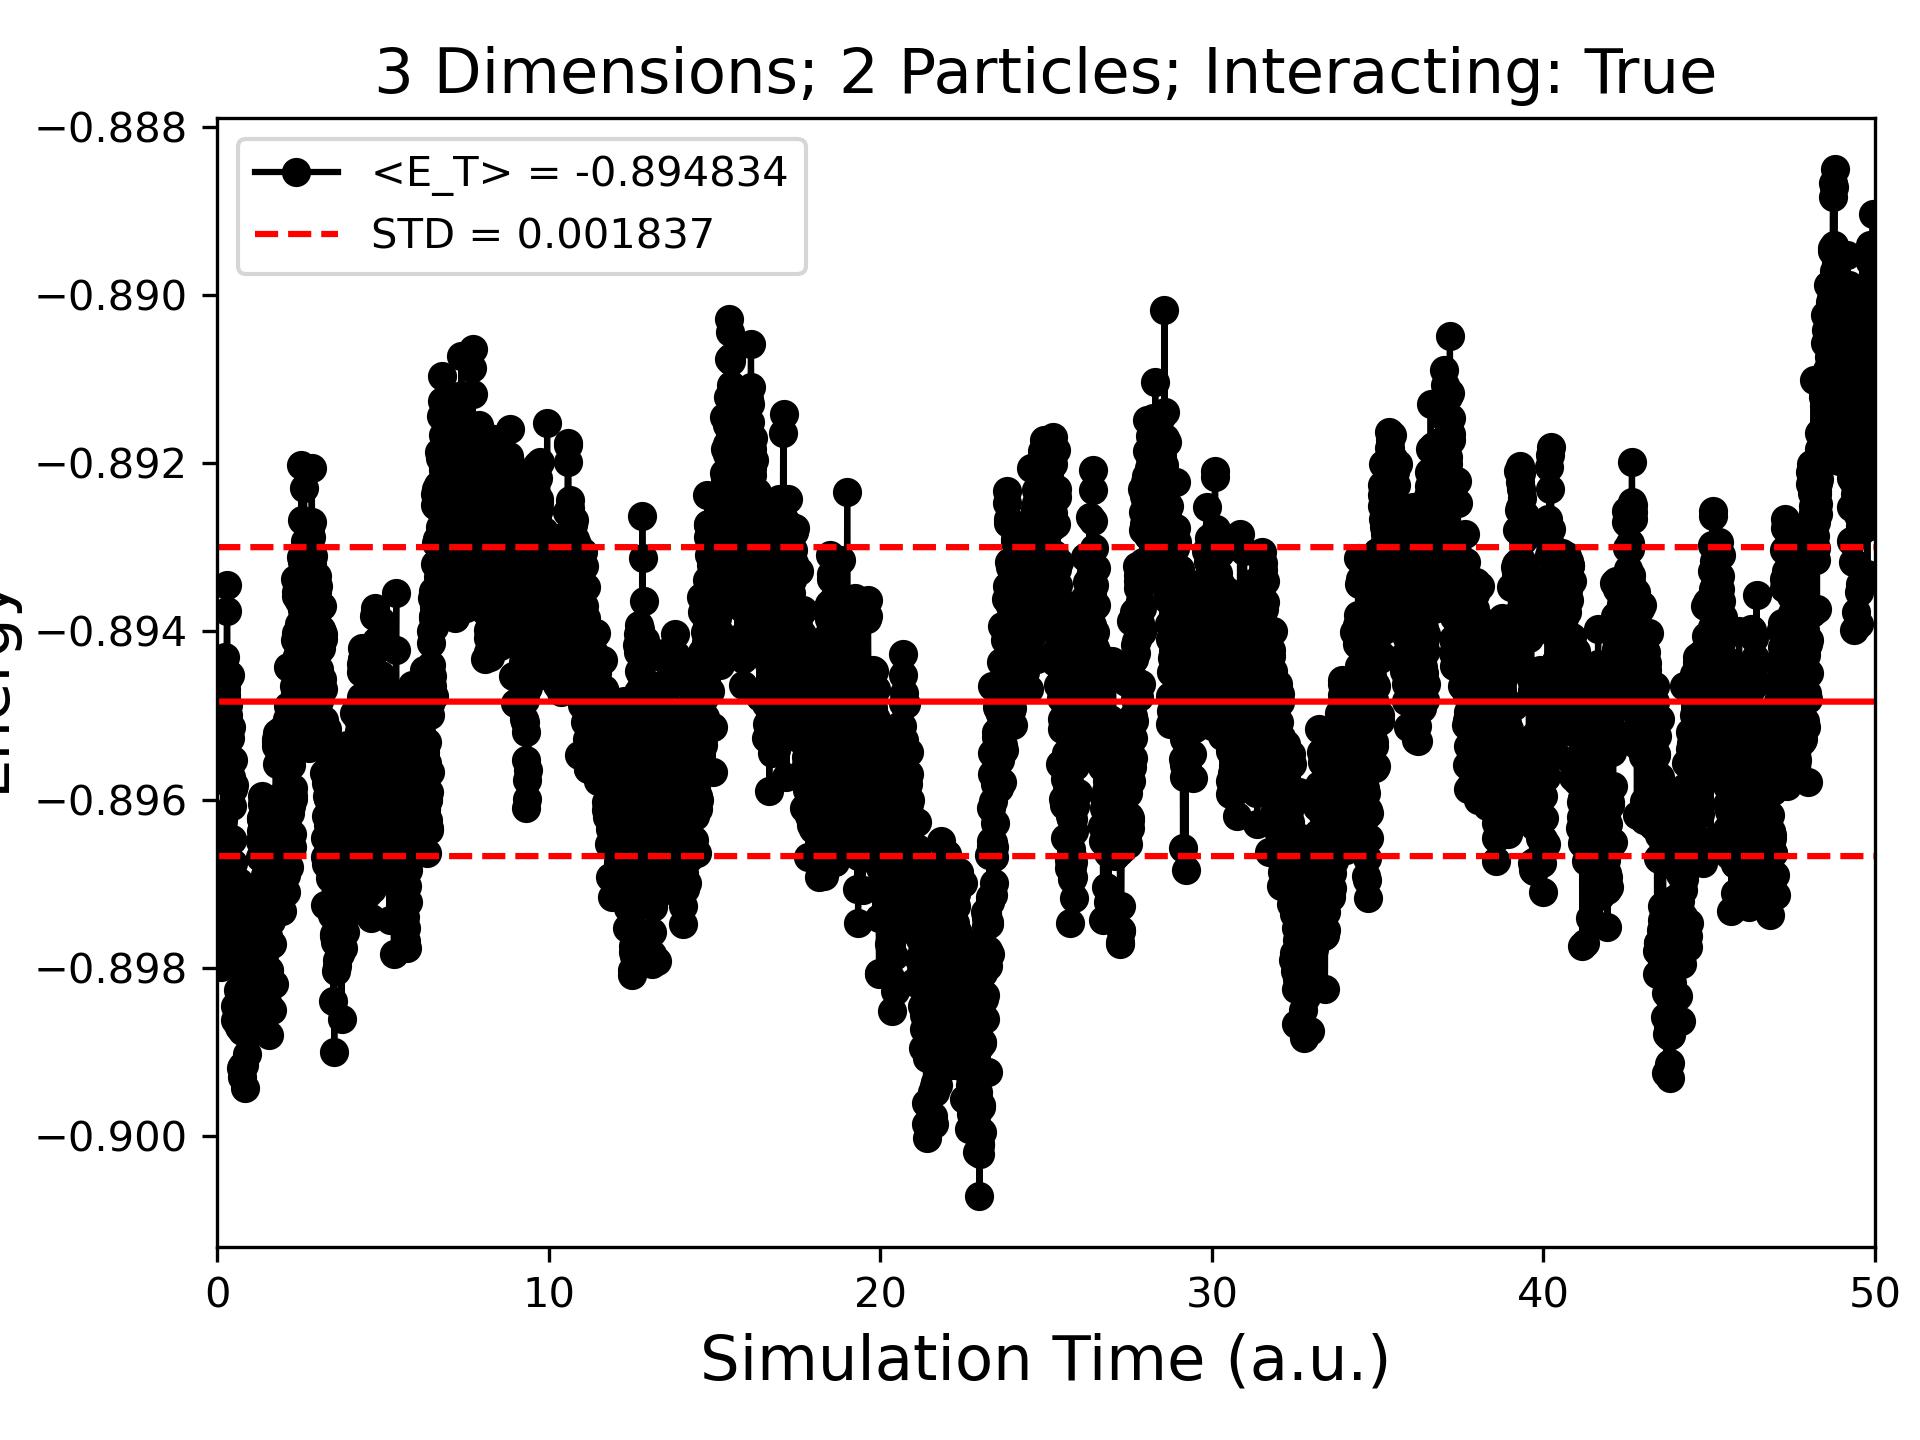 3 Dimensions; 2 Particles; Interacting: True
<E_T> = -0.894834
STD = 0.001837
−0.888
−0.890
−0.892
−0.894
−0.896
−0.898
−0.900
Energy
0 10 20 30 40 50
Simulation Time (a.u.)